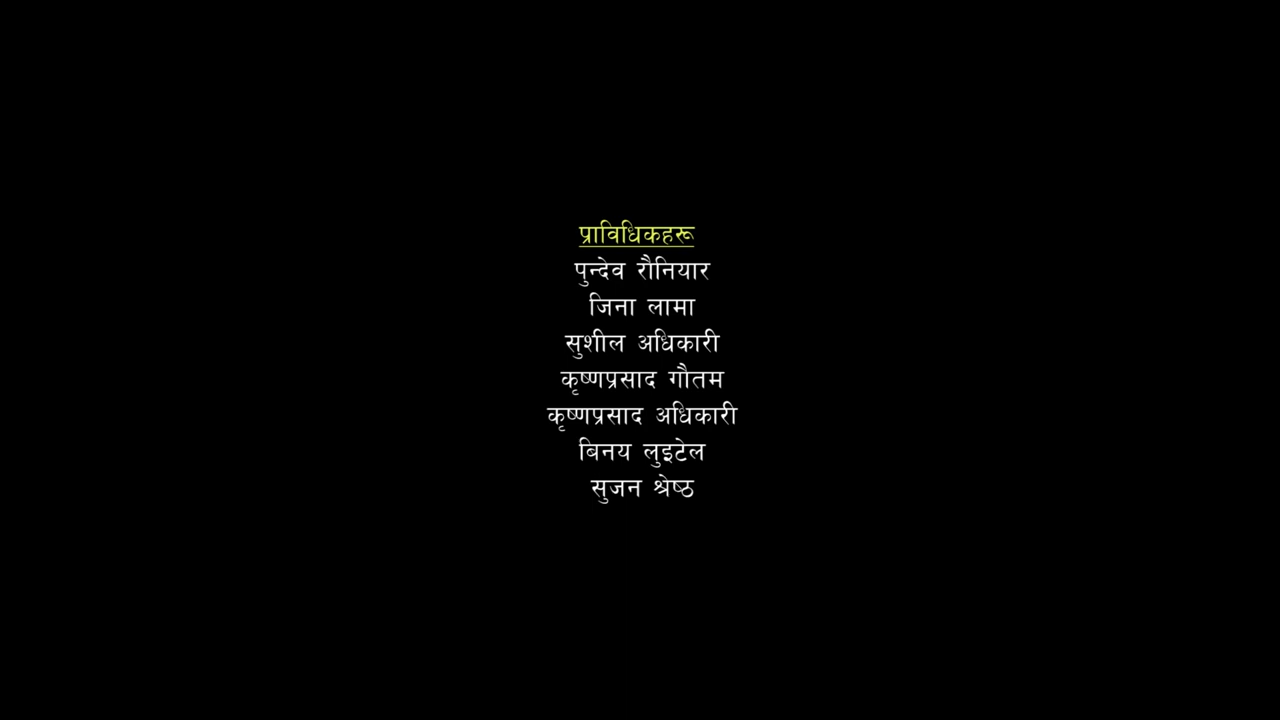 प्राविधिकहरू
पुन्देव रौनियार
जिना लामा
सुशील अधिकारी
कृष्णप्रसाद गौतम
कृष्णप्रसाद अधिकारी
बिनय लुइटेल
सुजन श्रेष्ठ